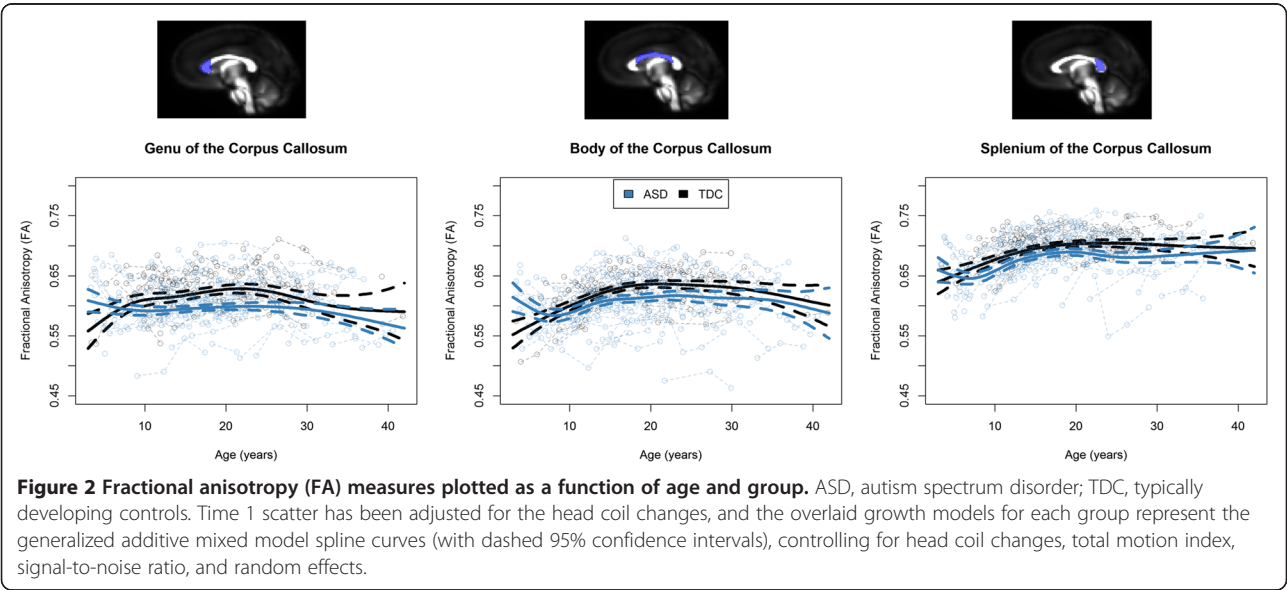 Genu of the Corpus Callosum
Body of the Corpus Callosum
Splenium of the Corpus Callosum
Fractional Anisotropy (FA)
0.75
0.65
0.55
0.45
10
20
30
40
Age (years)
ASD TDC
Fractional Anisotropy (FA)
0.75
0.65
0.55
0.45
10
20
30
40
Age (years)
Fractional Anisotropy (FA)
0.75
0.65
0.55
0.45
10
20
30
40
Age (years)
Figure 2 Fractional anisotropy (FA) measures plotted as a function of age and group. ASD, autism spectrum disorder; TDC, typically
developing controls. Time 1 scatter has been adjusted for the head coil changes, and the overlaid growth models for each group represent the
generalized additive mixed model spline curves (with dashed 95% confidence intervals), controlling for head coil changes, total motion index,
signal-to-noise ratio, and random effects.